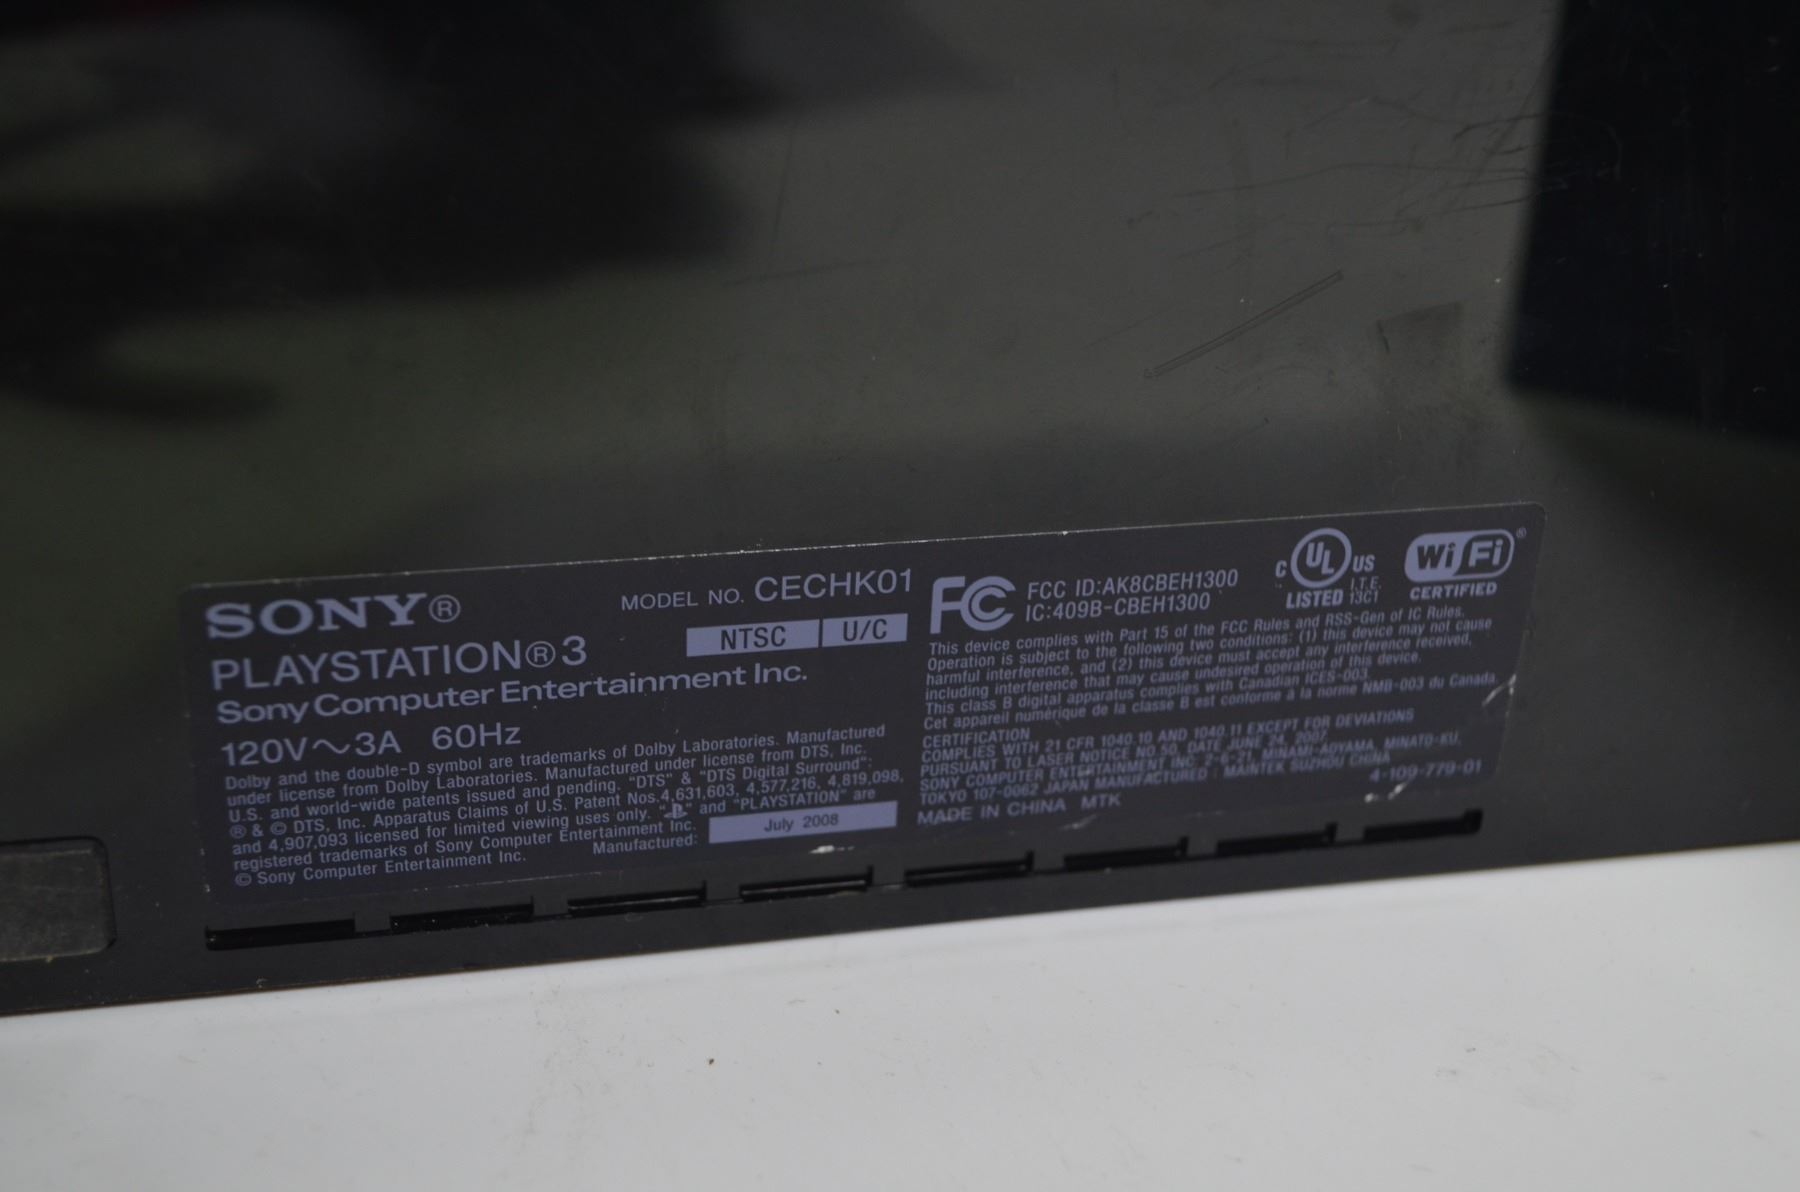 SONY®
MODEL NO. CECHK01
NTSC U/C
PLAYSTATION®3
Sony Computer Entertainment Inc.
120V～3A 60Hz
Dolby and the double-D symbol are trademarks of Dolby Laboratories. Manufactured
under license from Dolby Laboratories. Manufactured under license from DTS, Inc.
U.S. and world-wide patents issued and pending. "DTS" & "DTS Digital Surround":
® & © DTS, Inc. Apparatus Claims of U.S. Patent Nos.4,631,603, 4,577,216, 4,819,098,
and 4,907,093 licensed for limited viewing uses only. " " and "PLAYSTATION" are
registered trademarks of Sony Computer Entertainment Inc.
© Sony Computer Entertainment Inc.
Manufactured: July 2008
FC
FCC ID:AK8CBEH1300
IC:409B-CBEH1300
C UL US
LISTED I.T.E. 13C1
Wi Fi®
CERTIFIED
This device complies with Part 15 of the FCC Rules and RSS-Gen of IC Rules.
Operation is subject to the following two conditions: (1) this device may not cause
harmful interference, and (2) this device must accept any interference received,
including interference that may cause undesired operation of this device.
This class B digital apparatus complies with Canadian ICES-003.
Cet appareil numérique de la classe B est conforme à la norme NMB-003 du Canada.
CERTIFICATION
COMPLIES WITH 21 CFR 1040.10 AND 1040.11 EXCEPT FOR DEVIATIONS
PURSUANT TO LASER NOTICE NO.50, DATE JUNE 24, 2007.
SONY COMPUTER ENTERTAINMENT INC. 2-6-21, MINAMI-AOYAMA, MINATO-KU,
TOKYO 107-0062 JAPAN MANUFACTURED : MAINTEK SUZHOU CHINA
MADE IN CHINA MTK
4-109-779-01